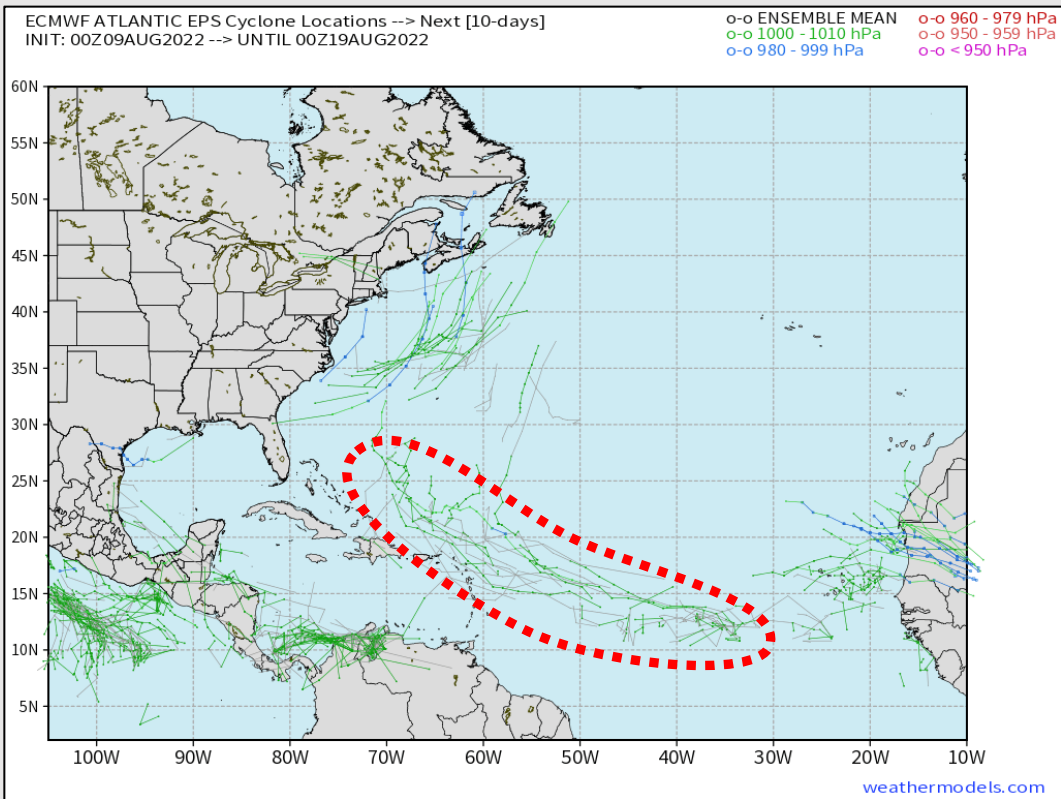 ECMWF ATLANTIC EPS Cyclone Locations --> Next [10-days]
INIT: 00Z09AUG2022 --> UNTIL 00Z19AUG2022
o-o ENSEMBLE MEAN o-o 960 - 979 hPa
o-o 1000 - 1010 hPa o-o 950 - 959 hPa
o-o 980 - 999 hPa o-o < 950 hPa
60N
55N
50N
45N
40N
35N
30N
25N
20N
15N
10N
5N
100W 90W 80W 70W 60W 50W 40W 30W 20W 10W
weathermodels.com